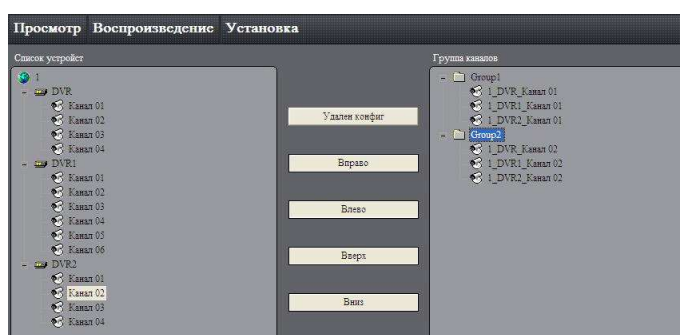 Просмотр Воспроизведение Установка
Список устройст
1
DVR
Канал 01
Канал 02
Канал 03
Канал 04
DVR1
Канал 01
Канал 02
Канал 03
Канал 04
Канал 05
Канал 06
DVR2
Канал 01
Канал 02
Канал 03
Канал 04
Удален конфиг
Вправо
Влево
Вверх
Вниз
Группа каналов
Group1
1_DVR_Канал 01
1_DVR1_Канал 01
1_DVR2_Канал 01
Group2
1_DVR_Канал 02
1_DVR1_Канал 02
1_DVR2_Канал 02